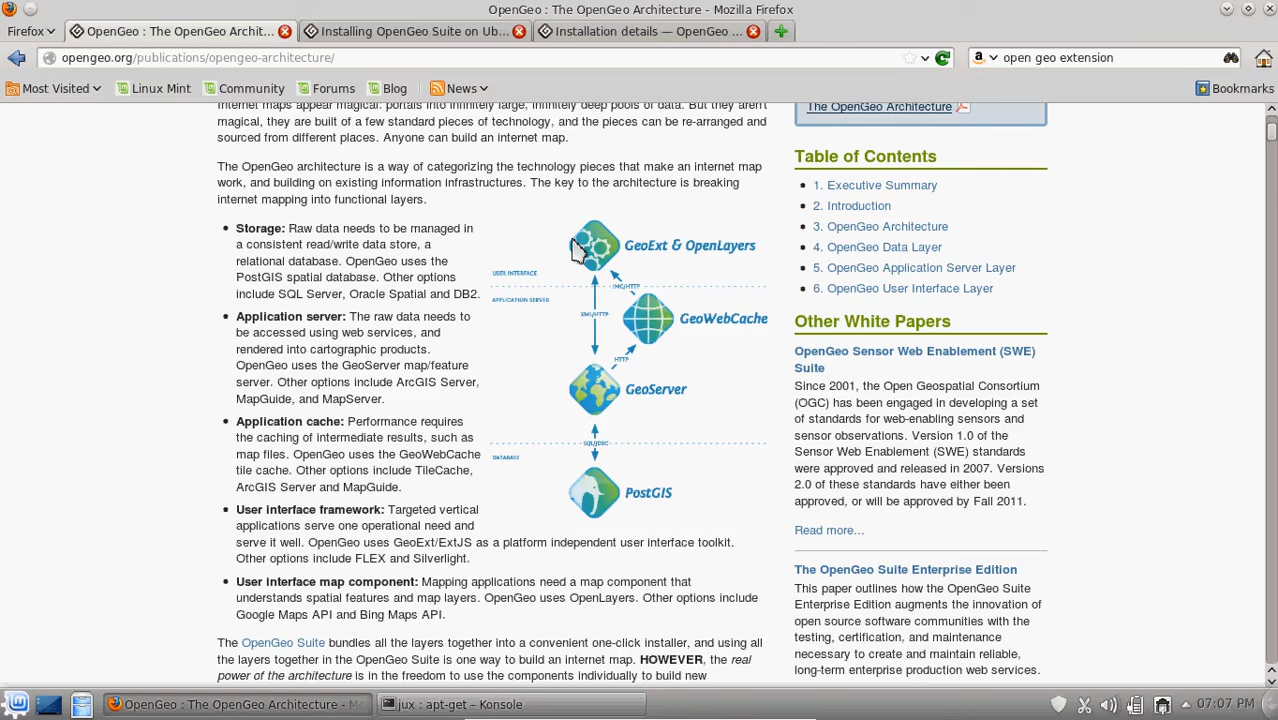 OpenGeo : The OpenGeo Architecture - Mozilla Firefox
Firefox
OpenGeo : The OpenGeo Archit...
Installing OpenGeo Suite on Ub...
Installation details — OpenGeo ...
opengeo.org/publications/opengeo-architecture/
open geo extension
Most Visited
Linux Mint
Community
Forums
Blog
News
Bookmarks
Internet maps appear magical: portals into infinitely large, infinitely deep pools of data. But they aren't
magical, they are built of a few standard pieces of technology, and the pieces can be re-arranged and
sourced from different places. Anyone can build an internet map.
The OpenGeo architecture is a way of categorizing the technology pieces that make an internet map
work, and building on existing information infrastructures. The key to the architecture is breaking
internet mapping into functional layers.
Storage: Raw data needs to be managed in
a consistent read/write data store, a
relational database. OpenGeo uses the
PostGIS spatial database. Other options
include SQL Server, Oracle Spatial and DB2.
Application server: The raw data needs to
be accessed using web services, and
rendered into cartographic products.
OpenGeo uses the GeoServer map/feature
server. Other options include ArcGIS Server,
MapGuide, and MapServer.
Application cache: Performance requires
the caching of intermediate results, such as
map files. OpenGeo uses the GeoWebCache
tile cache. Other options include TileCache,
ArcGIS Server and MapGuide.
User interface framework: Targeted vertical
applications serve one operational need and
serve it well. OpenGeo uses GeoExt/ExtJS as a platform independent user interface toolkit.
Other options include FLEX and Silverlight.
User interface map component: Mapping applications need a map component that
understands spatial features and map layers. OpenGeo uses OpenLayers. Other options include
Google Maps API and Bing Maps API.
The OpenGeo Suite bundles all the layers together into a convenient one-click installer, and using all
the layers together in the OpenGeo Suite is one way to build an internet map. HOWEVER, the real
power of the architecture is in the freedom to use the components individually to build new
GeoExt & OpenLayers
USER INTERFACE
IMG/HTTP
APPLICATION SERVER
XML/HTTP
GeoWebCache
HTTP
GeoServer
SQL/JDBC
DATABASE
PostGIS
The OpenGeo Architecture
Table of Contents
1. Executive Summary
2. Introduction
3. OpenGeo Architecture
4. OpenGeo Data Layer
5. OpenGeo Application Server Layer
6. OpenGeo User Interface Layer
Other White Papers
OpenGeo Sensor Web Enablement (SWE)
Suite
Since 2001, the Open Geospatial Consortium
(OGC) has been engaged in developing a set
of standards for web-enabling sensors and
sensor observations. Version 1.0 of the
Sensor Web Enablement (SWE) standards
were approved and released in 2007. Versions
2.0 of these standards have either been
approved, or will be approved by Fall 2011.
Read more...
The OpenGeo Suite Enterprise Edition
This paper outlines how the OpenGeo Suite
Enterprise Edition augments the innovation of
open source software communities with the
testing, certification, and maintenance
necessary to create and maintain reliable,
long-term enterprise production web services.
OpenGeo : The OpenGeo Architecture - Mo
jux : apt-get – Konsole
07:07 PM